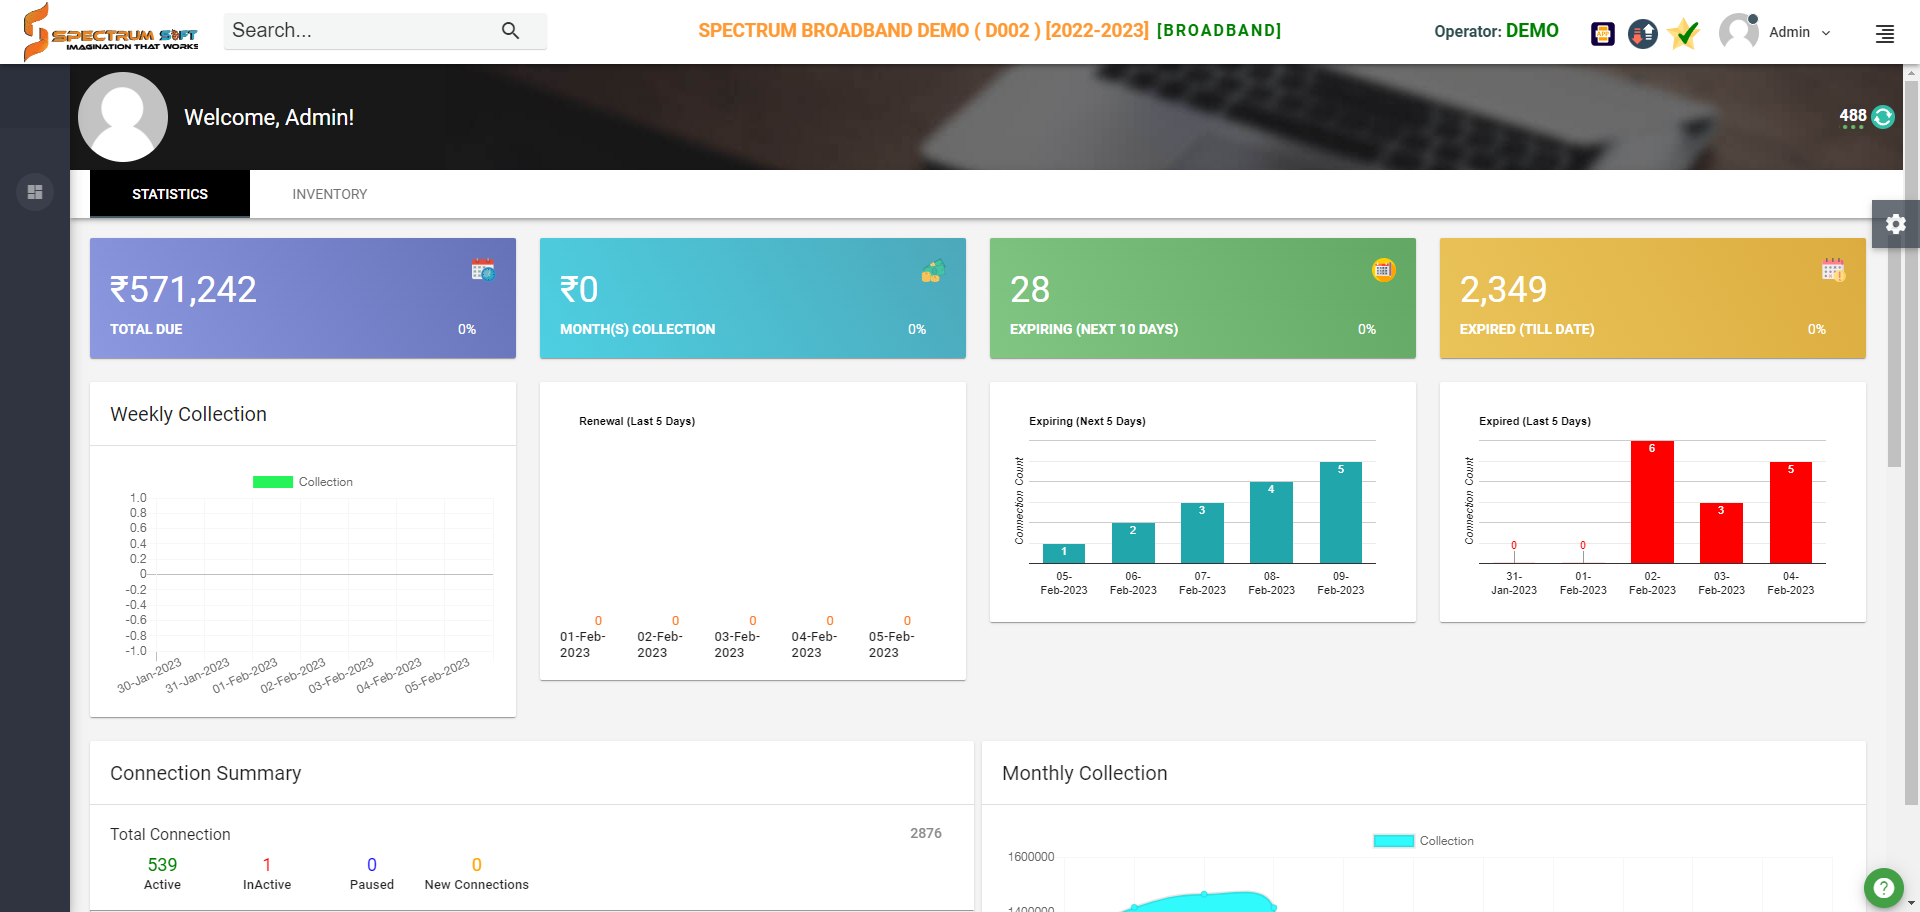 SPECTRUM SOFT
IMAGINATION THAT WORKS
Search...
SPECTRUM BROADBAND DEMO ( D002 ) [2022-2023] [BROADBAND]
Operator: DEMO
APP
Admin
Welcome, Admin!
488
STATISTICS
INVENTORY
₹571,242
TOTAL DUE
0%
₹0
MONTH(S) COLLECTION
0%
28
EXPIRING (NEXT 10 DAYS)
0%
2,349
EXPIRED (TILL DATE)
0%
Weekly Collection
Collection
1.0
0.8
0.6
0.4
0.2
0
-0.2
-0.4
-0.6
-0.8
-1.0
30-Jan-2023
31-Jan-2023
01-Feb-2023
02-Feb-2023
03-Feb-2023
04-Feb-2023
05-Feb-2023
Renewal (Last 5 Days)
0 0 0 0 0
01-Feb- 02-Feb- 03-Feb- 04-Feb- 05-Feb-
2023 2023 2023 2023 2023
Expiring (Next 5 Days)
Connection Count
1 2 3 4 5
05- 06- 07- 08- 09-
Feb-2023 Feb-2023 Feb-2023 Feb-2023 Feb-2023
Expired (Last 5 Days)
Connection Count
0 0 6 3 5
31- 01- 02- 03- 04-
Jan-2023 Feb-2023 Feb-2023 Feb-2023 Feb-2023
Connection Summary
Total Connection
2876
539 1 0 0
Active InActive Paused New Connections
Monthly Collection
Collection
1600000
1400000
?